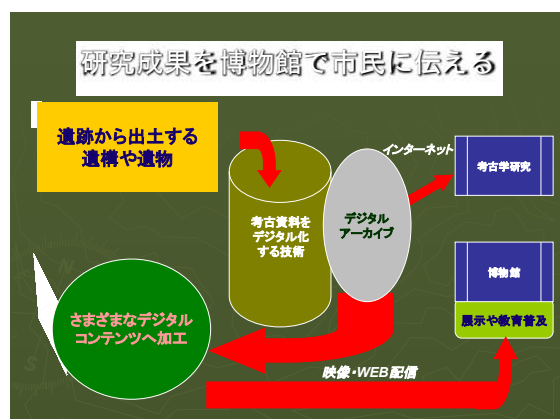 研究成果を博物館で市民に伝える
遺跡から出土する
遺構や遺物
考古資料を
デジタル化
する技術
デジタル
アーカイブ
インターネット
考古学研究
博物館
展示や教育普及
さまざまなデジタル
コンテンツへ加工
映像・WEB配信
N
S